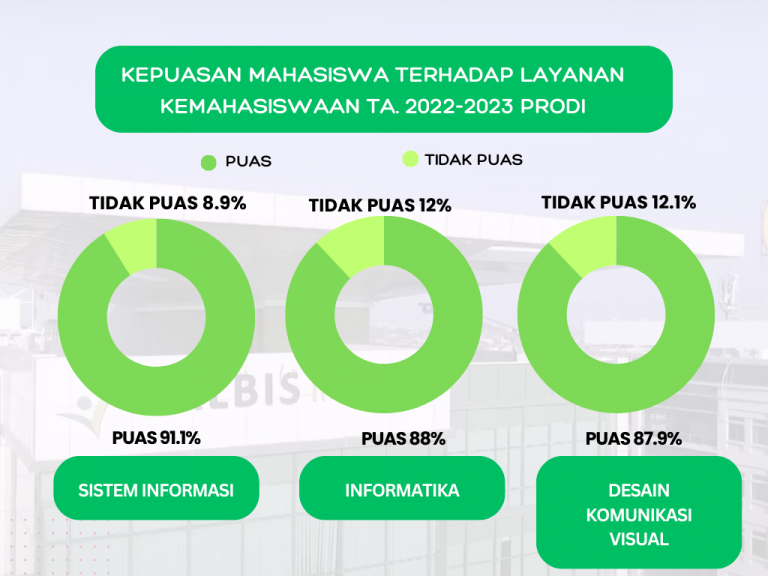 KEPUASAN MAHASISWA TERHADAP LAYANAN
KEMAHASISWAAN TA. 2022-2023 PRODI
PUAS
TIDAK PUAS
TIDAK PUAS 8.9%
TIDAK PUAS 12%
TIDAK PUAS 12.1%
PUAS 91.1%
PUAS 88%
PUAS 87.9%
SISTEM INFORMASI
INFORMATIKA
DESAIN
KOMUNIKASI
VISUAL